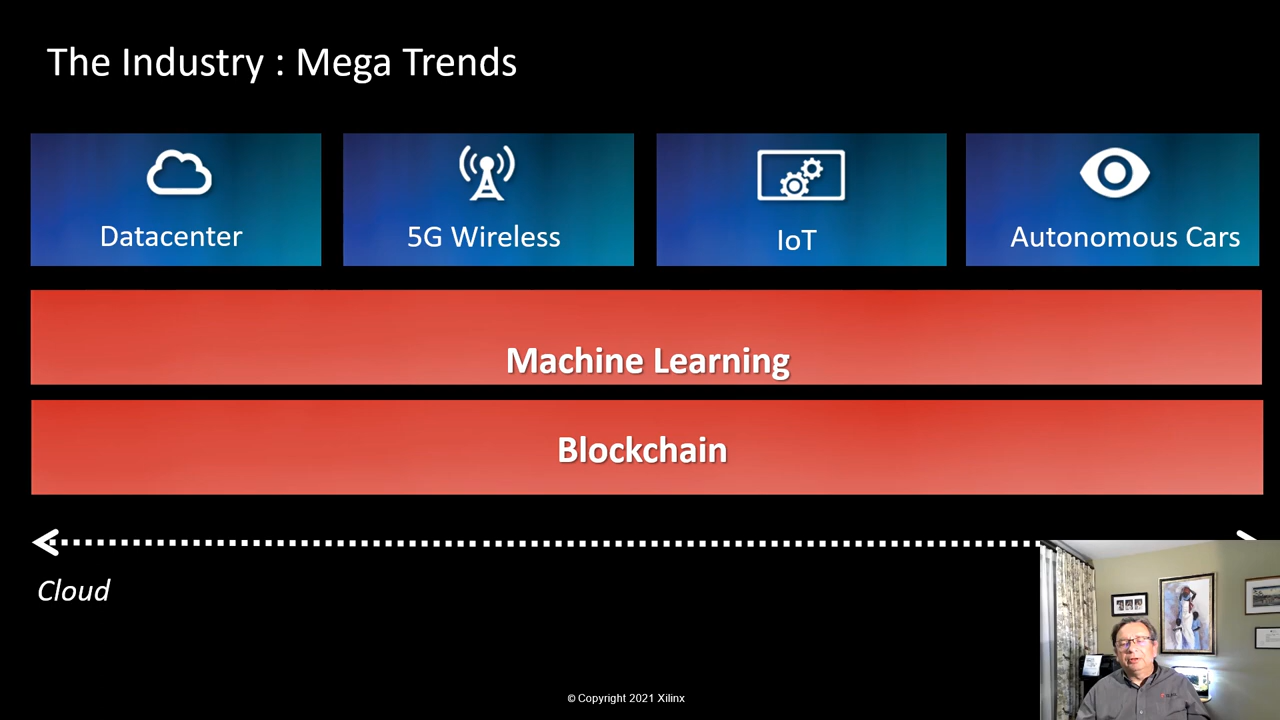 The Industry : Mega Trends
Datacenter
5G Wireless
IoT
Autonomous Cars
Machine Learning
Blockchain
Cloud
© Copyright 2021 Xilinx